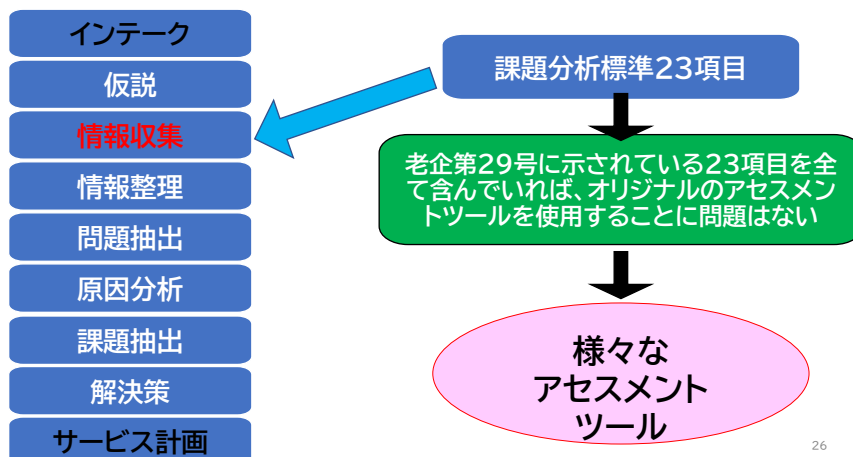 インテーク
仮説
情報収集
情報整理
問題抽出
原因分析
課題抽出
解決策
サービス計画
課題分析標準23項目
老企第29号に示されている23項目を全
て含んでいれば、オリジナルのアセスメン
トツールを使用することに問題はない
様々な
アセスメント
ツール
26